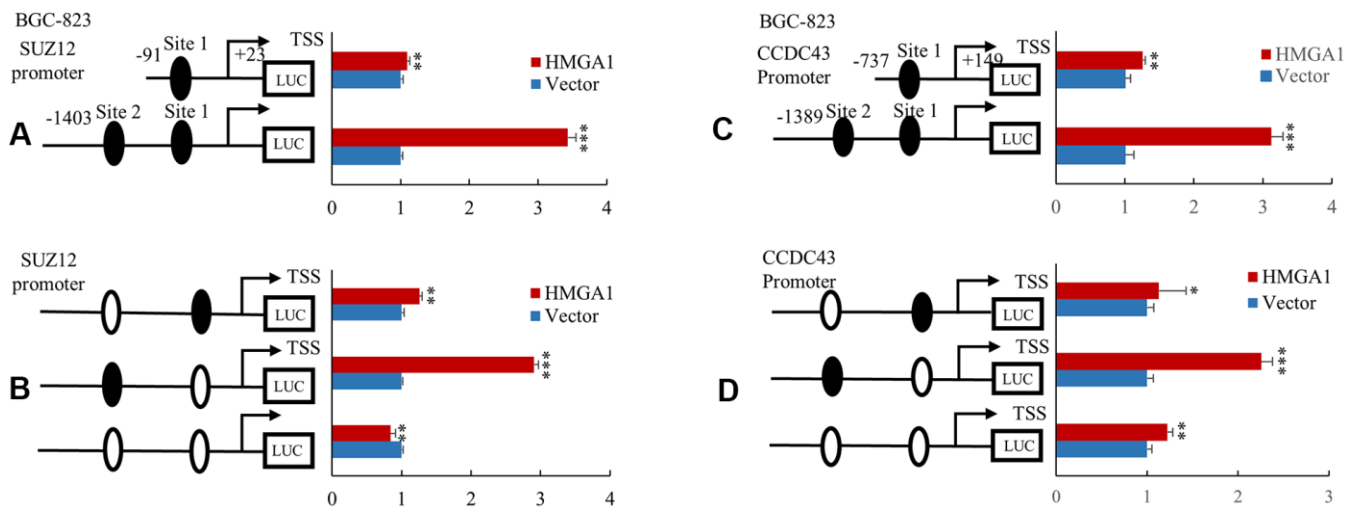 BGC-823
SUZ12
promoter
-91
Site 1
+23
TSS
LUC
**
HMGA1
Vector
A
-1403
Site 2
Site 1
LUC
***
0 1 2 3 4
BGC-823
CCDC43
Promoter
-737
Site 1
+149
TSS
LUC
**
HMGA1
Vector
C
-1389
Site 2
Site 1
LUC
***
0 1 2 3 4
SUZ12
promoter
TSS
LUC
**
HMGA1
Vector
B
TSS
LUC
***
LUC
**
0 1 2 3 4
CCDC43
Promoter
TSS
LUC
*
HMGA1
Vector
D
TSS
LUC
***
TSS
LUC
**
0 1 2 3